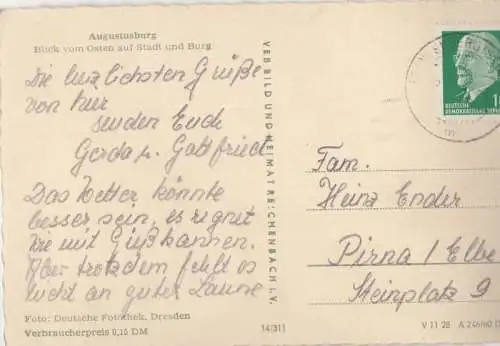 Augustusburg
Blick vom Osten auf Stadt und Burg
Die herzlichsten Grüße
von hier
senden Euch
Gerda u. Gottfried
Das Wetter könnte
besser sein, es regnet
wie mit Gießkannen.
Aber trotzdem fehlt es
nicht an guter Laune
Foto: Deutsche Fotothek, Dresden
Verbraucherpreis 0,15 DM
VEB BILD UND HEIMAT REICHENBACH I. V.
14/311
DEUTSCHE
DEMOKRATISCHE REP
Fam.
Heinz Ender
Pirna / Elbe
Steinplatz 9
V 11 28